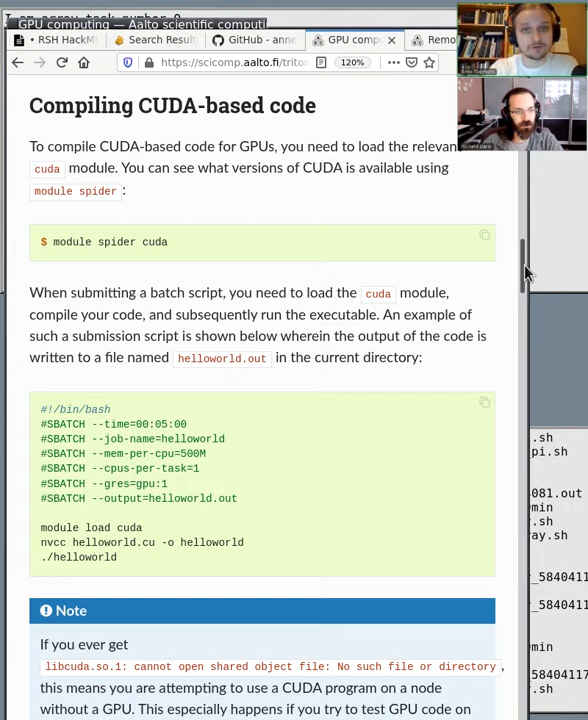 I am array task number 0
GPU computing — Aalto scientific computi
• RSH HackM
Search Result
GitHub - anne
GPU comp
Remo
https://scicomp.aalto.fi/triton
120%
Compiling CUDA-based code
To compile CUDA-based code for GPUs, you need to load the relevan
cuda module. You can see what versions of CUDA is available using
module spider :
$ module spider cuda
When submitting a batch script, you need to load the cuda module,
compile your code, and subsequently run the executable. An example of
such a submission script is shown below wherein the output of the code is
written to a file named helloworld.out in the current directory:
#!/bin/bash
#SBATCH --time=00:05:00
#SBATCH --job-name=helloworld
#SBATCH --mem-per-cpu=500M
#SBATCH --cpus-per-task=1
#SBATCH --gres=gpu:1
#SBATCH --output=helloworld.out
module load cuda
nvcc helloworld.cu -o helloworld
./helloworld
Note
If you ever get
libcuda.so.1: cannot open shared object file: No such file or directory ,
this means you are attempting to use a CUDA program on a node
without a GPU. This especially happens if you try to test GPU code on
.sh
pi.sh
081.out
min
r.sh
ay.sh
_5840411
_5840411
min
_58404117
.sh